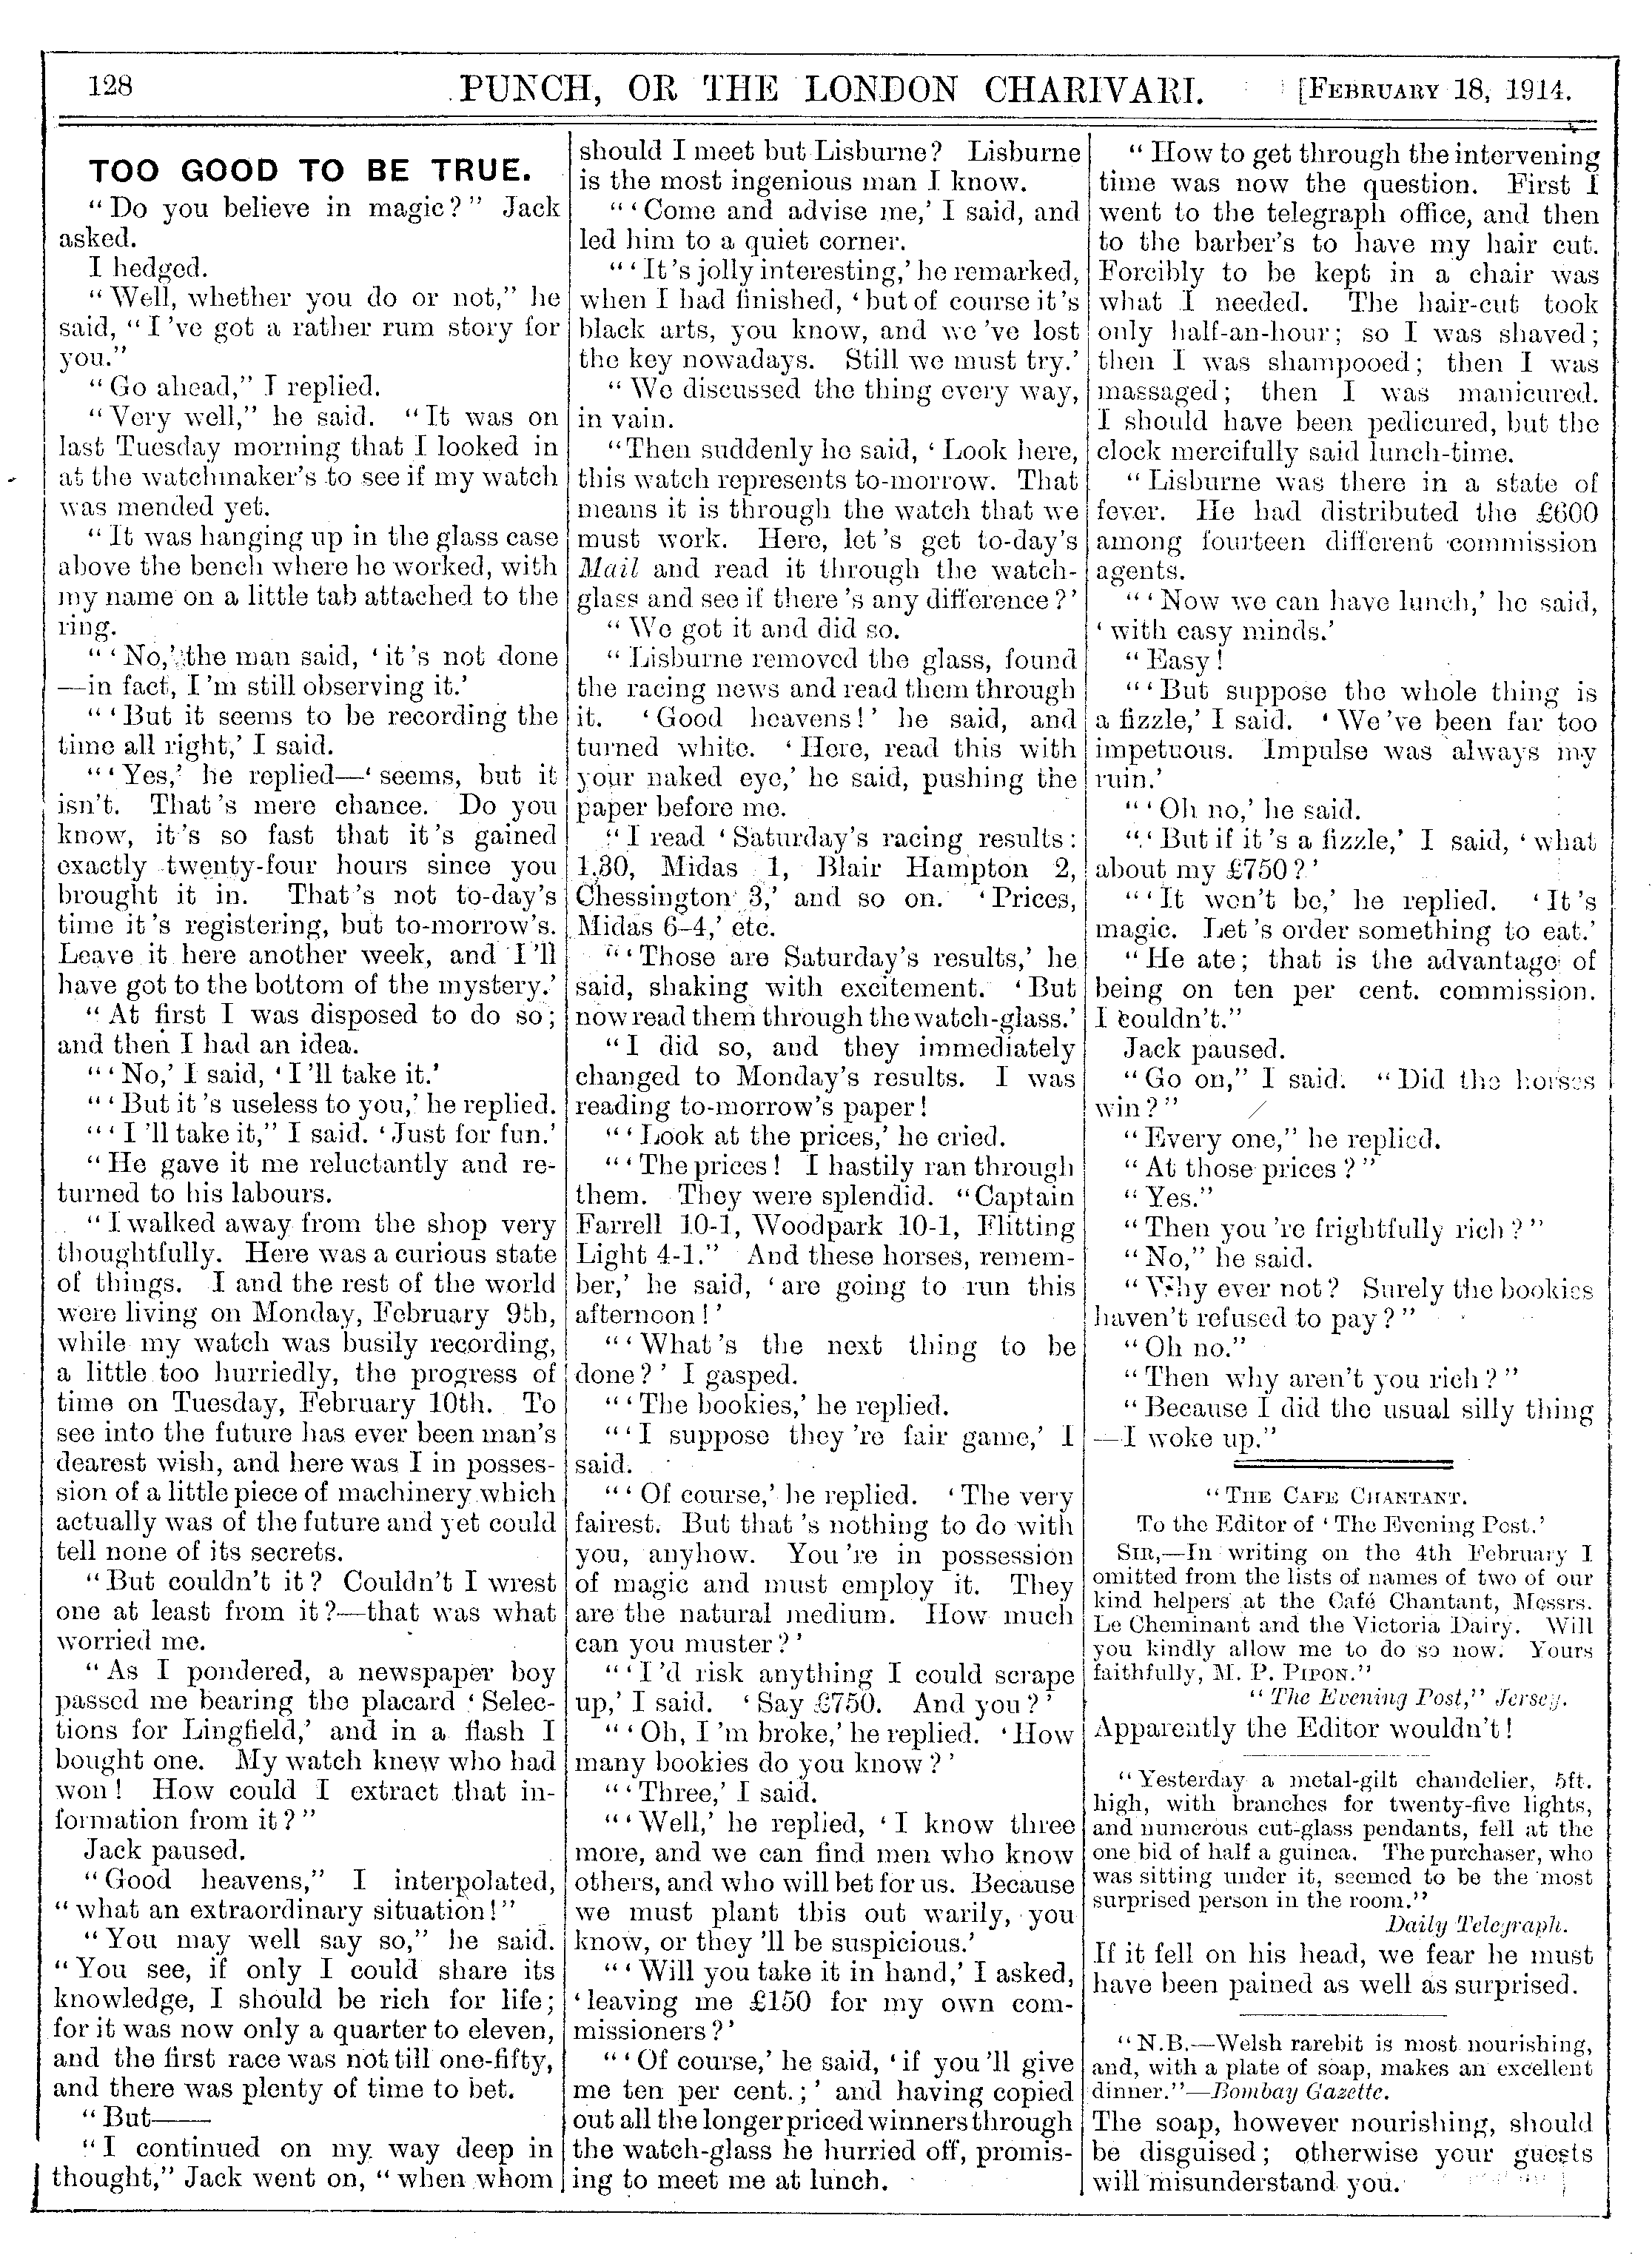 128
PUNCH, OR THE LONDON CHARIVARI.
[FEBRUARY 18, 1914.
TOO GOOD TO BE TRUE.
"Do you believe in magic?" Jack
asked.
I hedged.
"Well, whether you do or not," he
said, "I 've got a rather rum story for
you."
"Go ahead," I replied.
"Very well," he said. "It was on
last Tuesday morning that I looked in
at the watchmaker's to see if my watch
was mended yet.
"It was hanging up in the glass case
above the bench where he worked, with
my name on a little tab attached to the
ring.
"'No,' the man said, 'it 's not done
—in fact, I 'm still observing it.'
"'But it seems to be recording the
time all right,' I said.
"'Yes,' he replied—'seems, but it
isn't. That 's mere chance. Do you
know, it 's so fast that it 's gained
exactly twenty-four hours since you
brought it in. That 's not to-day's
time it 's registering, but to-morrow's.
Leave it here another week, and I 'll
have got to the bottom of the mystery.'
"At first I was disposed to do so;
and then I had an idea.
"'No,' I said, 'I 'll take it.'
"'But it 's useless to you,' he replied.
"'I 'll take it," I said. 'Just for fun.'
"He gave it me reluctantly and re-
turned to his labours.
"I walked away from the shop very
thoughtfully. Here was a curious state
of things. I and the rest of the world
were living on Monday, February 9th,
while my watch was busily recording,
a little too hurriedly, the progress of
time on Tuesday, February 10th. To
see into the future has ever been man's
dearest wish, and here was I in posses-
sion of a little piece of machinery which
actually was of the future and yet could
tell none of its secrets.
"But couldn't it? Couldn't I wrest
one at least from it?—that was what
worried me.
"As I pondered, a newspaper boy
passed me bearing the placard 'Selec-
tions for Lingfield,' and in a flash I
bought one. My watch knew who had
won! How could I extract that in-
formation from it?"
Jack paused.
"Good heavens," I interpolated,
"what an extraordinary situation!"
"You may well say so," he said.
"You see, if only I could share its
knowledge, I should be rich for life;
for it was now only a quarter to eleven,
and the first race was not till one-fifty,
and there was plenty of time to bet.
"But——
"I continued on my way deep in
thought," Jack went on, "when whom
should I meet but Lisburne? Lisburne
is the most ingenious man I know.
"'Come and advise me,' I said, and
led him to a quiet corner.
"'It 's jolly interesting,' he remarked,
when I had finished, 'but of course it 's
black arts, you know, and we 've lost
the key nowadays. Still we must try.'
"We discussed the thing every way,
in vain.
"Then suddenly he said, 'Look here,
this watch represents to-morrow. That
means it is through the watch that we
must work. Here, let 's get to-day's
Mail and read it through the watch-
glass and see if there 's any difference?'
"We got it and did so.
"Lisburne removed the glass, found
the racing news and read them through
it. 'Good heavens!' he said, and
turned white. 'Here, read this with
your naked eye,' he said, pushing the
paper before me.
"I read 'Saturday's racing results:
1.30, Midas 1, Blair Hampton 2,
Chessington 3,' and so on. 'Prices,
Midas 6-4,' etc.
"'Those are Saturday's results,' he
said, shaking with excitement. 'But
now read them through the watch-glass.'
"I did so, and they immediately
changed to Monday's results. I was
reading to-morrow's paper!
"'Look at the prices,' he cried.
"'The prices! I hastily ran through
them. They were splendid. "Captain
Farrell 10-1, Woodpark 10-1, Flitting
Light 4-1." And these horses, remem-
ber,' he said, 'are going to run this
afternoon!'
"'What's the next thing to be
done?' I gasped.
"'The bookies,' he replied.
"'I suppose they 're fair game,' I
said.
"'Of course,' he replied. 'The very
fairest. But that 's nothing to do with
you, anyhow. You 're in possession
of magic and must employ it. They
are the natural medium. How much
can you muster?'
"'I'd risk anything I could scrape
up,' I said. 'Say £750. And you?'
"'Oh, I 'm broke,' he replied. 'How
many bookies do you know?'
"'Three,' I said.
"'Well,' he replied, 'I know three
more, and we can find men who know
others, and who will bet for us. Because
we must plant this out warily, you
know, or they 'll be suspicious.'
"'Will you take it in hand,' I asked,
'leaving me £150 for my own com-
missioners?'
"'Of course,' he said, 'if you 'll give
me ten per cent.;' and having copied
out all the longer priced winners through
the watch-glass he hurried off, promis-
ing to meet me at lunch.
"How to get through the intervening
time was now the question. First I
went to the telegraph office, and then
to the barber's to have my hair cut.
Forcibly to be kept in a chair was
what I needed. The hair-cut took
only half-an-hour; so I was shaved;
then I was shampooed; then I was
massaged; then I was manicured.
I should have been pedicured, but the
clock mercifully said lunch-time.
"Lisburne was there in a state of
fever. He had distributed the £600
among fourteen different commission
agents.
"'Now we can have lunch,' he said,
'with easy minds.'
"Easy!
"'But suppose the whole thing is
a fizzle,' I said. 'We 've been far too
impetuous. Impulse was always my
ruin.'
"'Oh no,' he said.
"'But if it 's a fizzle,' I said, 'what
about my £750?'
"'It won't be,' he replied. 'It 's
magic. Let 's order something to eat.'
"He ate; that is the advantage of
being on ten per cent. commission.
I couldn't."
Jack paused.
"Go on," I said. "Did the horses
win?"
"Every one," he replied.
"At those prices?"
"Yes."
"Then you 're frightfully rich?"
"No," he said.
"Why ever not? Surely the bookies
haven't refused to pay?"
"Oh no."
"Then why aren't you rich?"
"Because I did the usual silly thing
—I woke up."
"THE CAFE CHANTANT.
To the Editor of 'The Evening Post.'
SIR,—In writing on the 4th February I
omitted from the lists of names of two of our
kind helpers at the Café Chantant, Messrs.
Le Cheminant and the Victoria Dairy. Will
you kindly allow me to do so now. Yours
faithfully, M. P. PIPON."
"The Evening Post," Jersey.
Apparently the Editor wouldn't!
"Yesterday a metal-gilt chandelier, 5ft.
high, with branches for twenty-five lights,
and numerous cut-glass pendants, fell at the
one bid of half a guinea. The purchaser, who
was sitting under it, seemed to be the most
surprised person in the room."
Daily Telegraph.
If it fell on his head, we fear he must
have been pained as well as surprised.
"N.B.—Welsh rarebit is most nourishing,
and, with a plate of soap, makes an excellent
dinner."—Bombay Gazette.
The soap, however nourishing, should
be disguised; otherwise your guests
will misunderstand you.